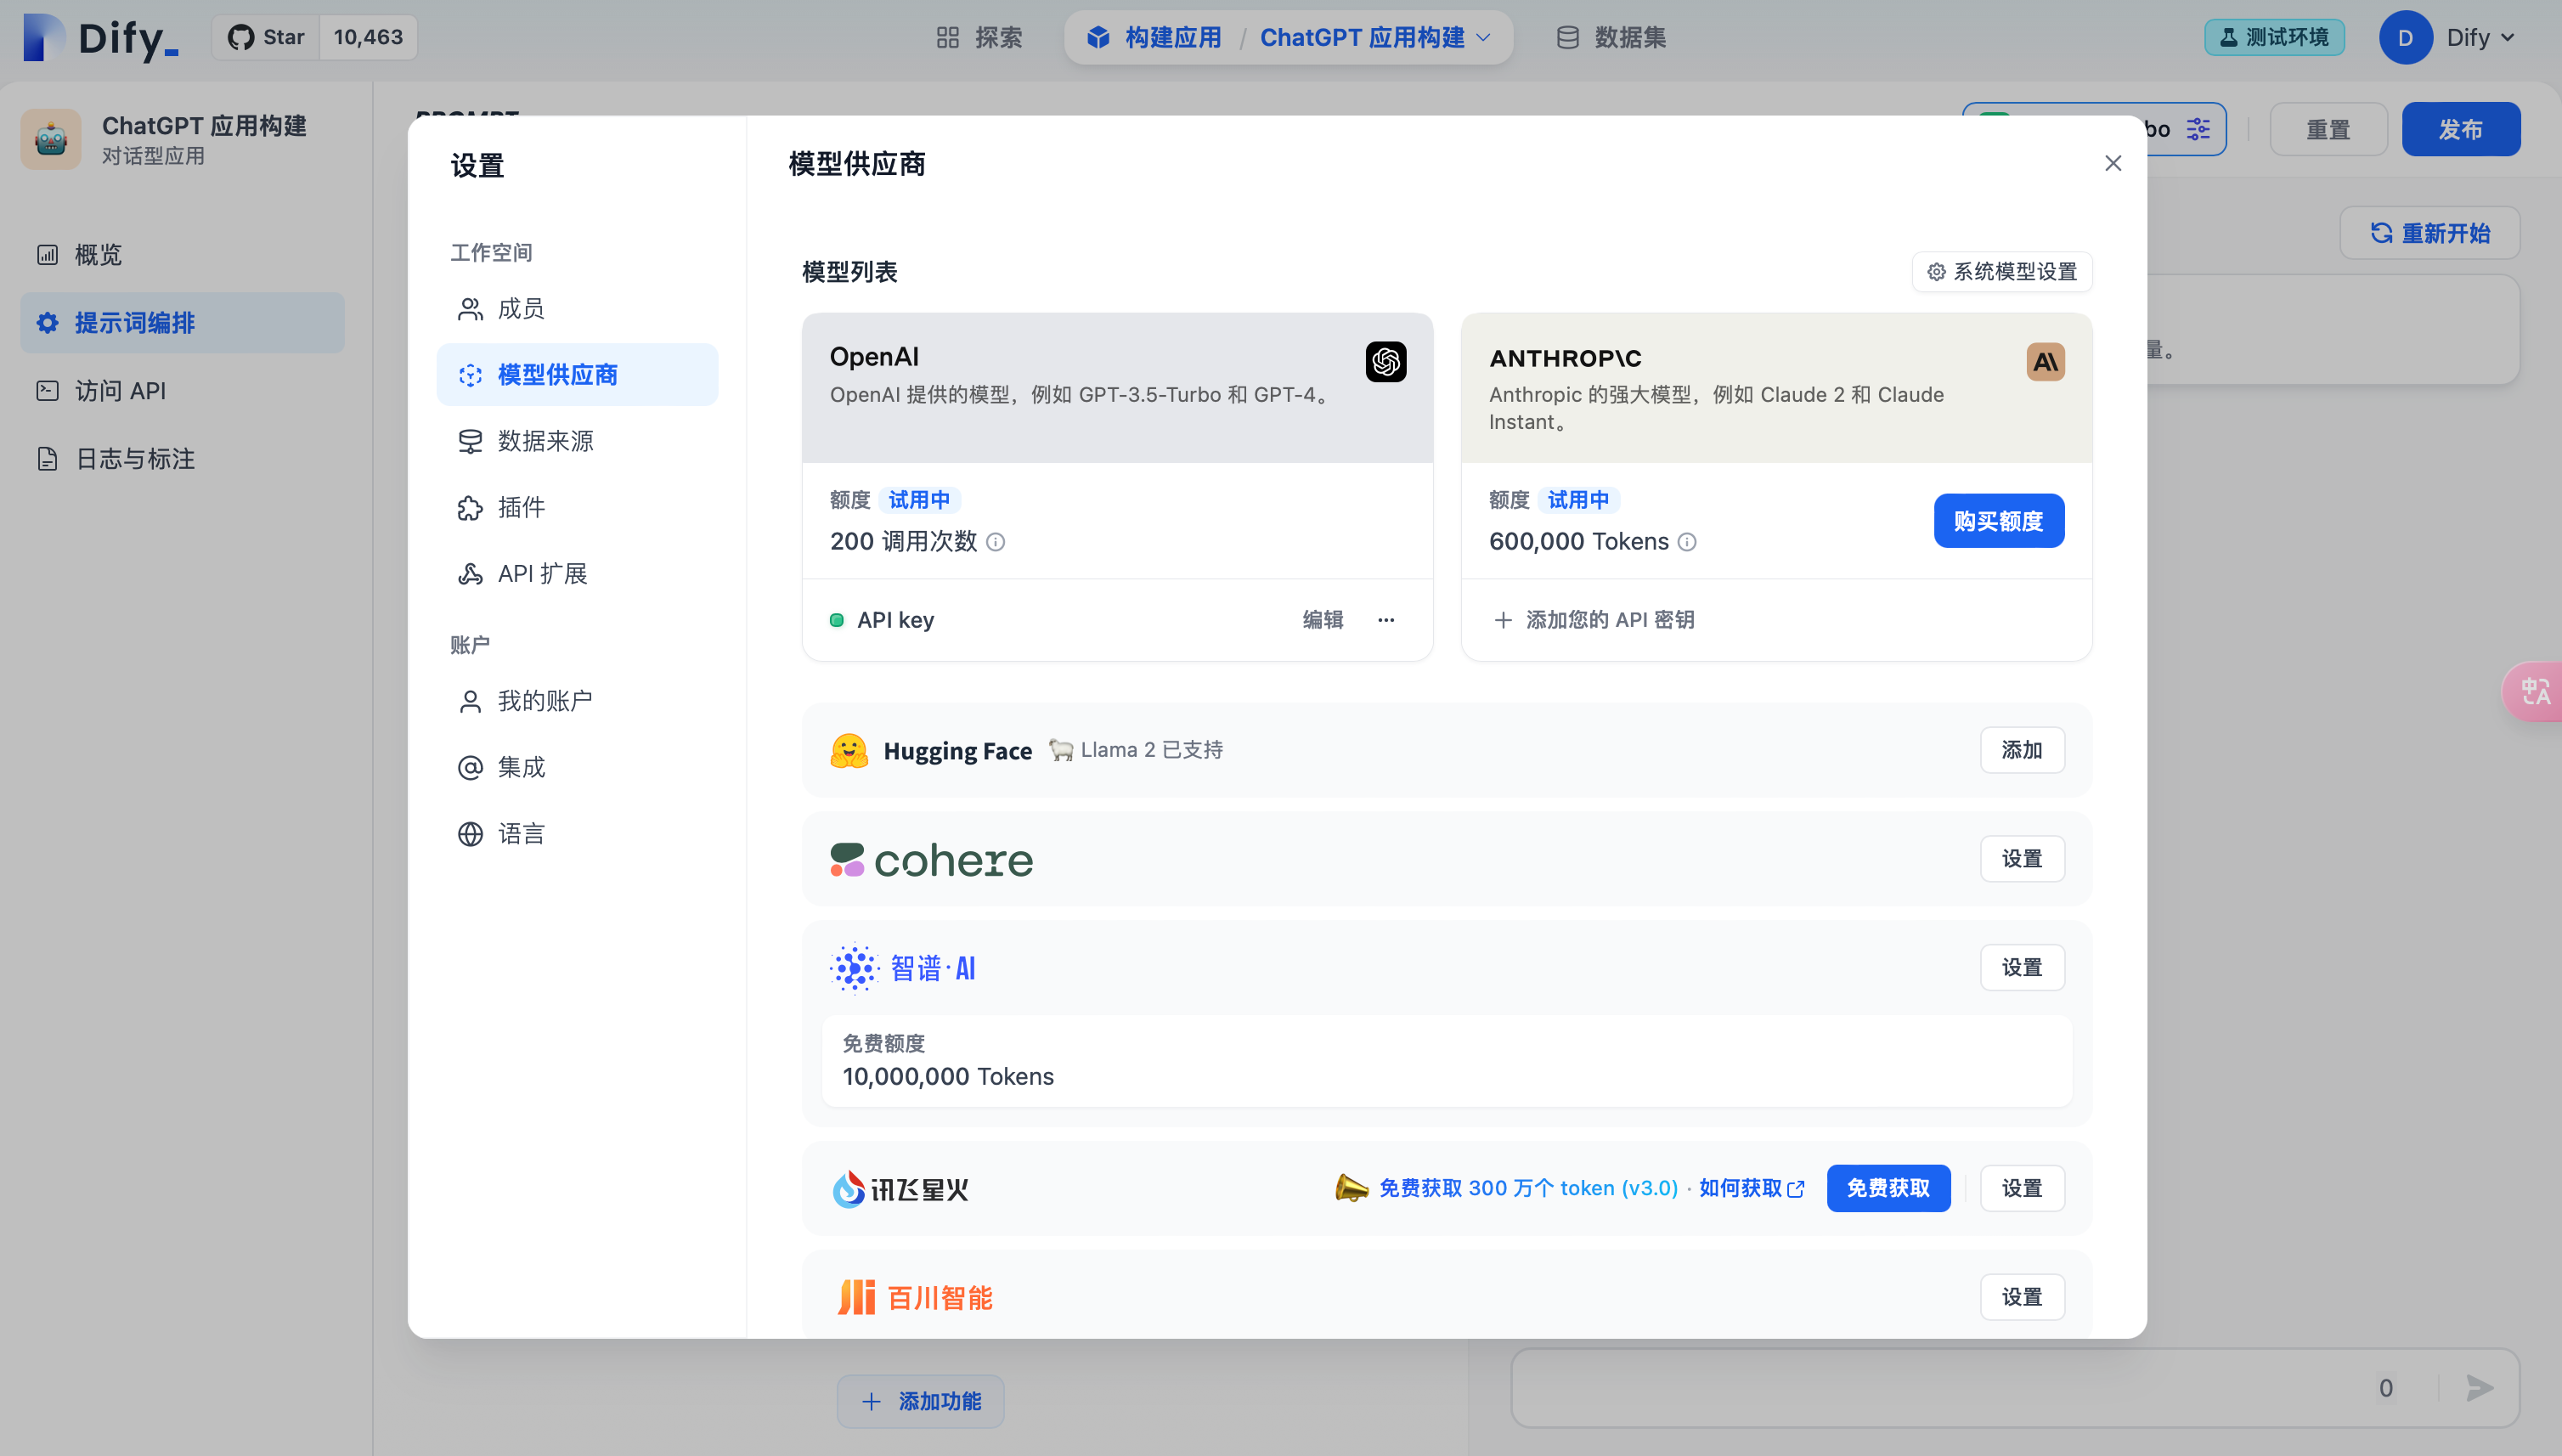 Dify_
Star 10,463
探索
构建应用 / ChatGPT 应用构建
数据集
测试环境
D Dify
ChatGPT 应用构建
对话型应用
概览
提示词编排
访问 API
日志与标注
PROMPT
bo
重置
发布
重新开始
量。
设置
工作空间
成员
模型供应商
数据来源
插件
API 扩展
账户
我的账户
集成
语言
模型供应商
模型列表
系统模型设置
OpenAI
OpenAI 提供的模型，例如 GPT-3.5-Turbo 和 GPT-4。
额度 试用中
200 调用次数
API key
编辑
ANTHROP\C
Anthropic 的强大模型，例如 Claude 2 和 Claude
Instant。
额度 试用中
600,000 Tokens
购买额度
添加您的 API 密钥
Hugging Face Llama 2 已支持
添加
cohere
设置
智谱·AI
设置
免费额度
10,000,000 Tokens
讯飞星火
免费获取 300 万个 token (v3.0) · 如何获取
免费获取
设置
百川智能
设置
添加功能
0
中A